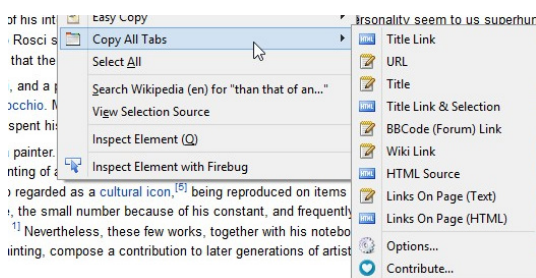 of his int
Easy Copy
ersonality seem to us superhur
Rosci s
Copy All Tabs
Title Link
that the
Select All
URL
, and a p
Search Wikipedia (en) for "than that of an..."
Title
occhio. M
View Selection Source
Title Link & Selection
spent his
BBCode (Forum) Link
Inspect Element (Q)
painter.
Wiki Link
nting of a
Inspect Element with Firebug
HTML Source
regarded as a cultural icon,[5] being reproduced on items
Links On Page (Text)
, the small number because of his constant, and frequently
Links On Page (HTML)
1] Nevertheless, these few works, together with his notebo
Options...
inting, compose a contribution to later generations of artist
Contribute...